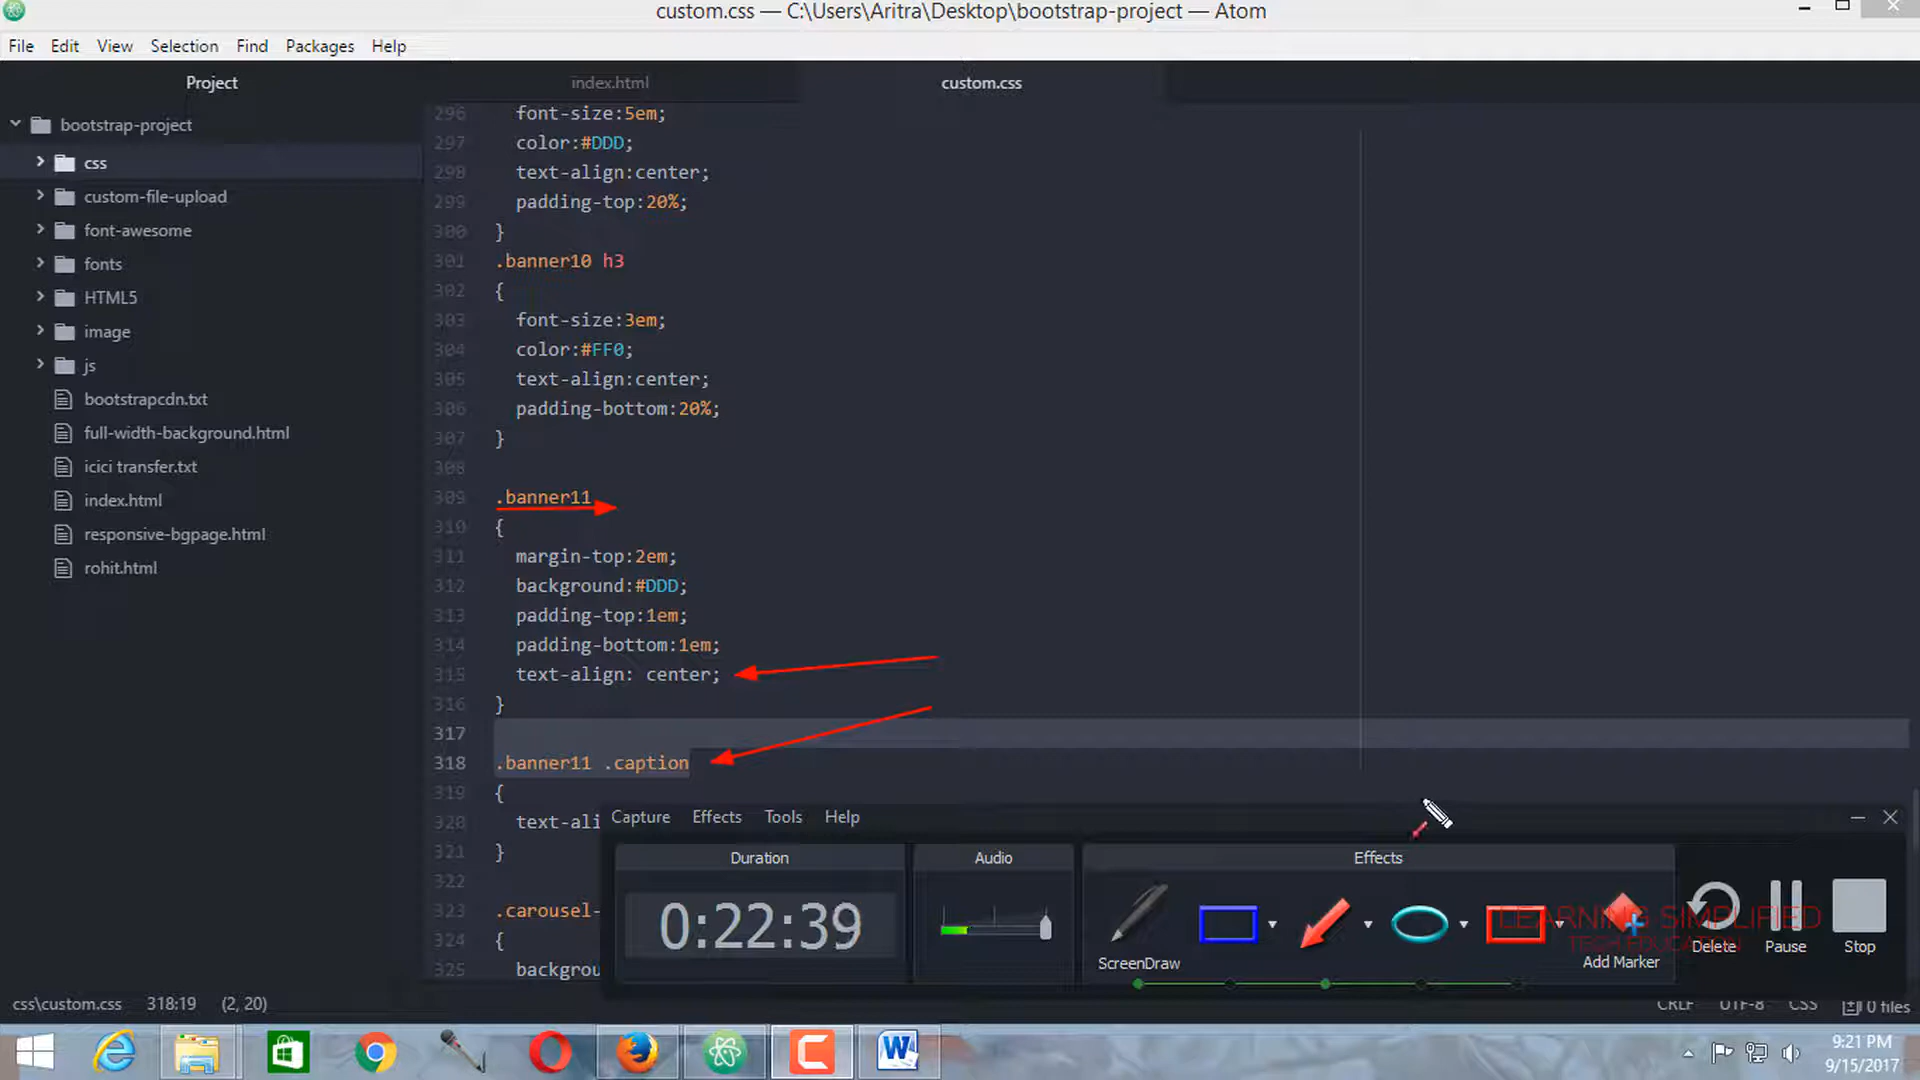 custom.css — C:\Users\Aritra\Desktop\bootstrap-project — Atom
File Edit View Selection Find Packages Help
Project
index.html
custom.css
bootstrap-project
css
custom-file-upload
font-awesome
fonts
HTML5
image
js
bootstrapcdn.txt
full-width-background.html
icici transfer.txt
index.html
responsive-bgpage.html
rohit.html
296 font-size:5em;
297 color:#DDD;
298 text-align:center;
299 padding-top:20%;
300 }
301 .banner10 h3
302 {
303 font-size:3em;
304 color:#FF0;
305 text-align:center;
306 padding-bottom:20%;
307 }
308
309 .banner11
310 {
311 margin-top:2em;
312 background:#DDD;
313 padding-top:1em;
314 padding-bottom:1em;
315 text-align: center;
316 }
317
318 .banner11 .caption
319 {
320 text-ali
321 }
322
323 .carousel-
324 {
325 backgrou
Capture Effects Tools Help
Duration
0:22:39
Audio
Effects
ScreenDraw
Add Marker
Delete
Pause
Stop
LEARNING SIMPLIFIED
TECH EDUCATION
css\custom.css 318:19 (2, 20)
CRLF UTF-8 CSS 0 files
9:21 PM
9/15/2017